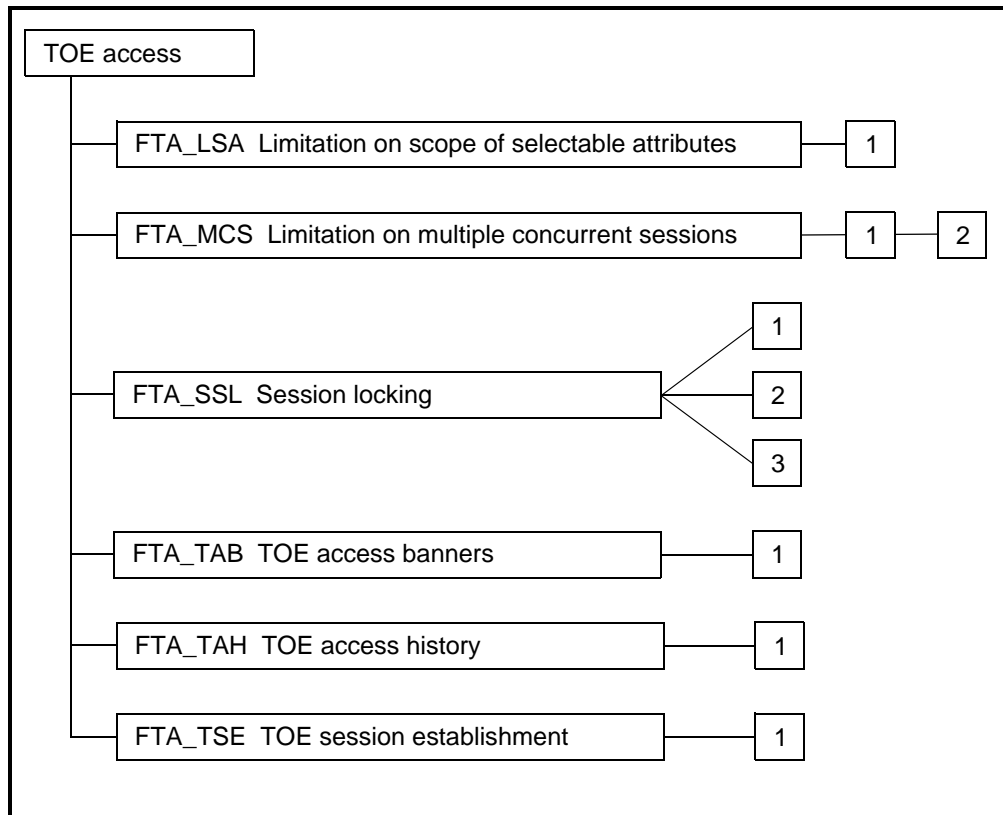 TOE access
FTA_LSA Limitation on scope of selectable attributes 1
FTA_MCS Limitation on multiple concurrent sessions 1 2
1
FTA_SSL Session locking 2
3
FTA_TAB TOE access banners 1
FTA_TAH TOE access history 1
FTA_TSE TOE session establishment 1